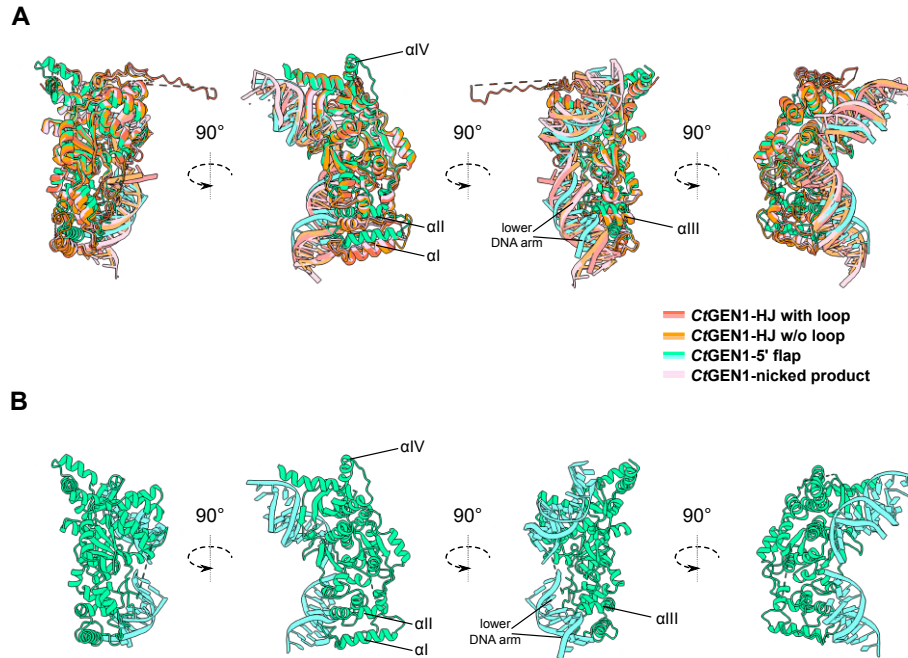 A
αIV
90°
90°
90°
αII
αI
lower
DNA arm
αIII
CtGEN1-HJ with loop
CtGEN1-HJ w/o loop
CtGEN1-5' flap
CtGEN1-nicked product
B
αIV
90°
90°
90°
αII
αI
lower
DNA arm
αIII